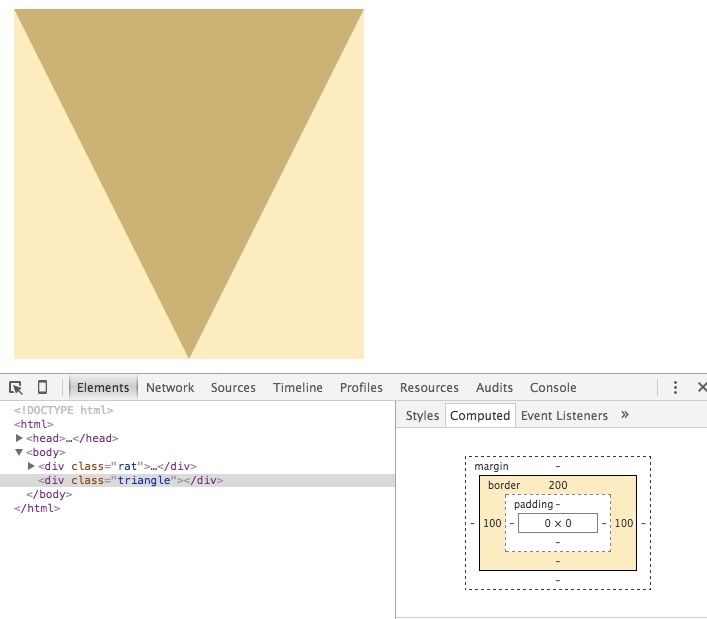 Elements Network Sources Timeline Profiles Resources Audits Console
<!DOCTYPE html>
<html>
<head>…</head>
<body>
<div class="rat">…</div>
<div class="triangle"></div>
</body>
</html>
Styles Computed Event Listeners »
margin -
border 200
padding -
- 100 - 0 × 0 - 100 -
-
-
-